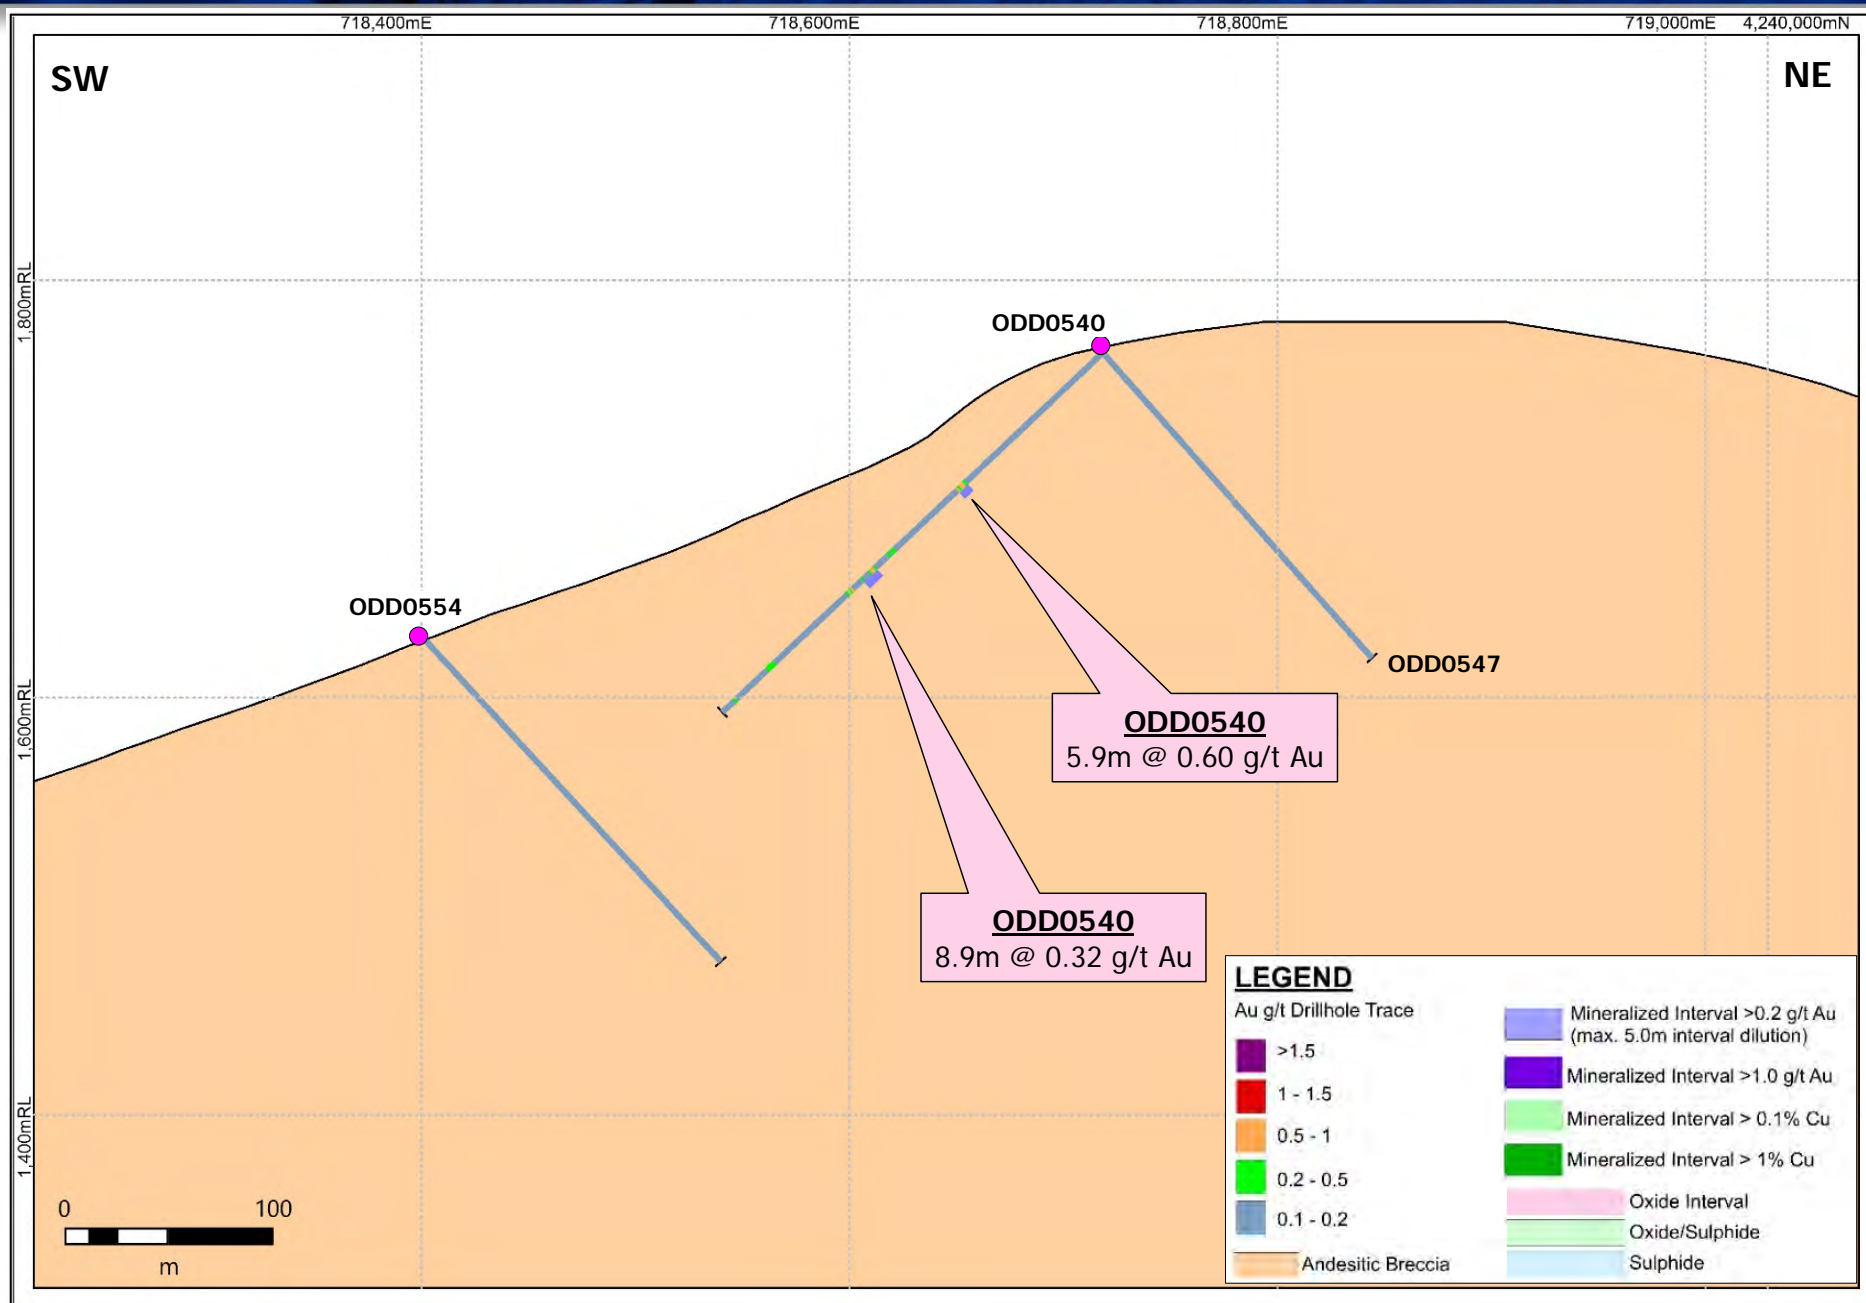 718,400mE
718,600mE
718,800mE
719,000mE
4,240,000mN
SW
NE
1,800mRL
ODD0540
ODD0554
ODD0547
1,600mRL
ODD0540
5.9m @ 0.60 g/t Au
ODD0540
8.9m @ 0.32 g/t Au
1,400mRL
0 100
m
LEGEND
Au g/t Drillhole Trace
>1.5
1 - 1.5
0.5 - 1
0.2 - 0.5
0.1 - 0.2
Andesitic Breccia
Mineralized Interval >0.2 g/t Au
(max. 5.0m interval dilution)
Mineralized Interval >1.0 g/t Au
Mineralized Interval > 0.1% Cu
Mineralized Interval > 1% Cu
Oxide Interval
Oxide/Sulphide
Sulphide